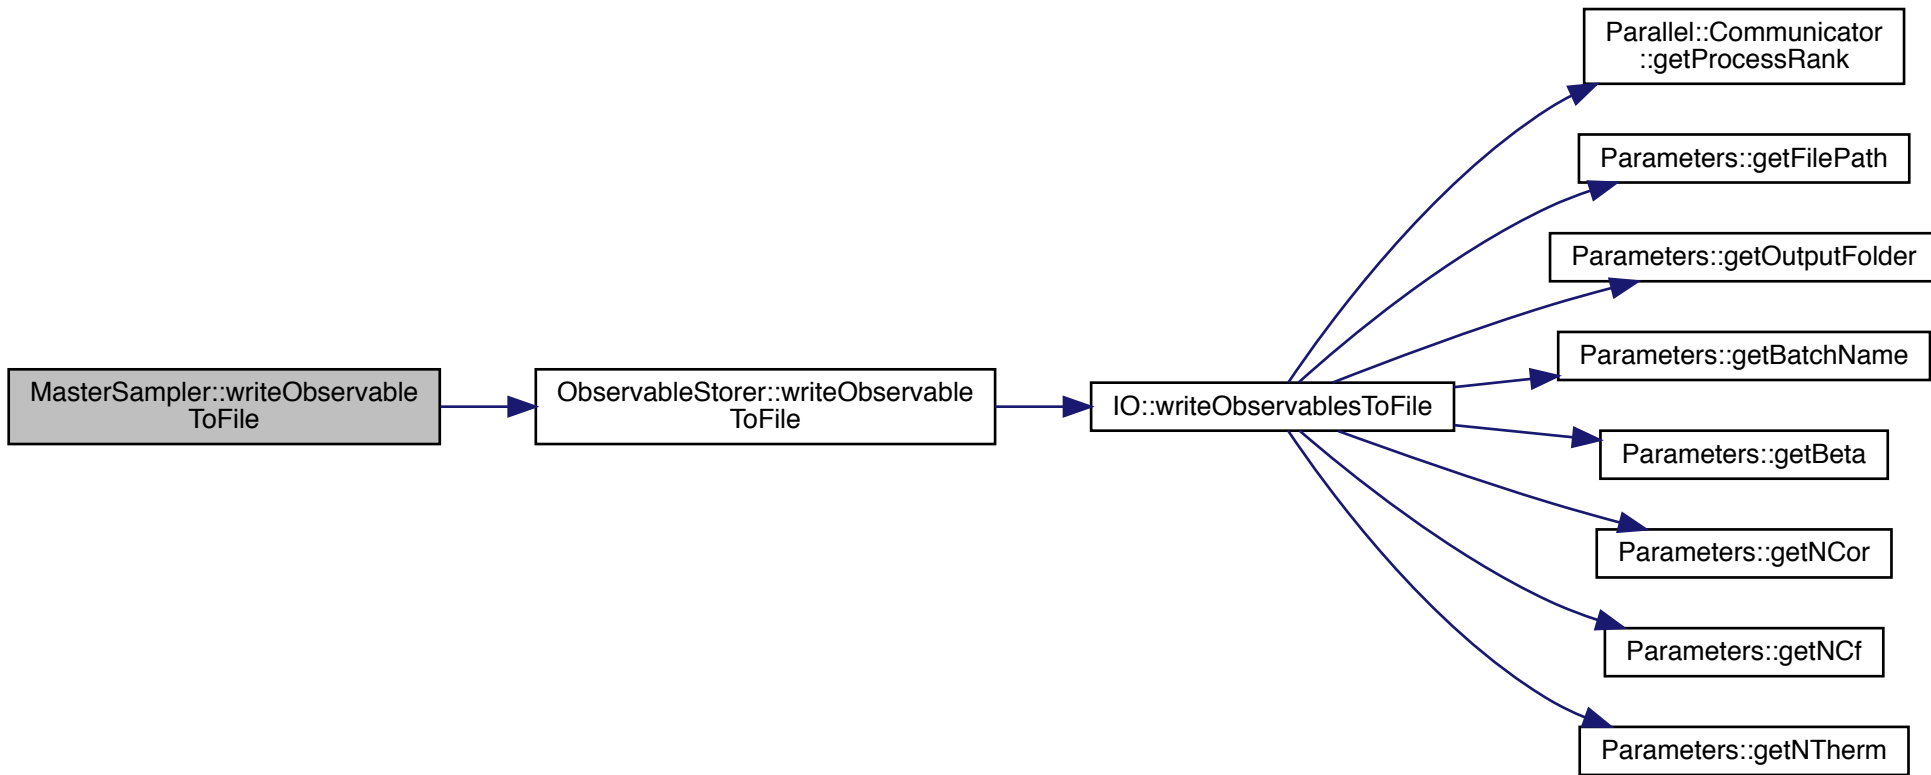 MasterSampler::writeObservable
ToFile
ObservableStorer::writeObservable
ToFile
IO::writeObservablesToFile
Parallel::Communicator
::getProcessRank
Parameters::getFilePath
Parameters::getOutputFolder
Parameters::getBatchName
Parameters::getBeta
Parameters::getNCor
Parameters::getNCf
Parameters::getNTherm